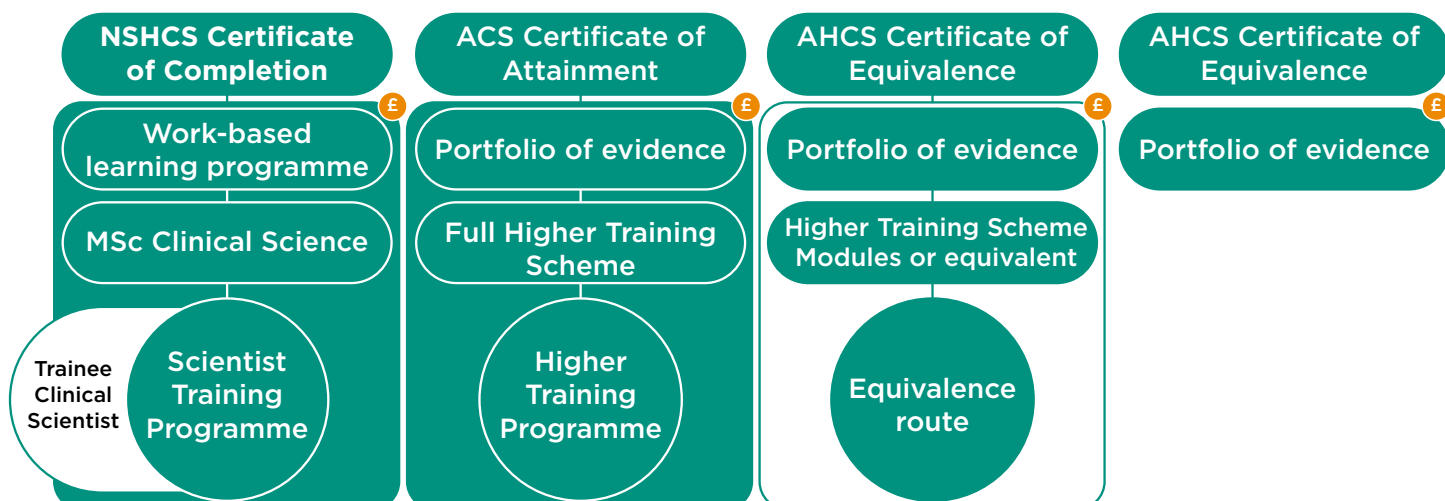 NSHCS Certificate
of Completion
ACS Certificate of
Attainment
AHCS Certificate of
Equivalence
AHCS Certificate of
Equivalence
£
£
£
£
Work-based
learning programme
Portfolio of evidence
Portfolio of evidence
Portfolio of evidence
MSc Clinical Science
Full Higher Training
Scheme
Higher Training Scheme
Modules or equivalent
Trainee
Clinical
Scientist
Scientist
Training
Programme
Higher
Training
Programme
Equivalence
route